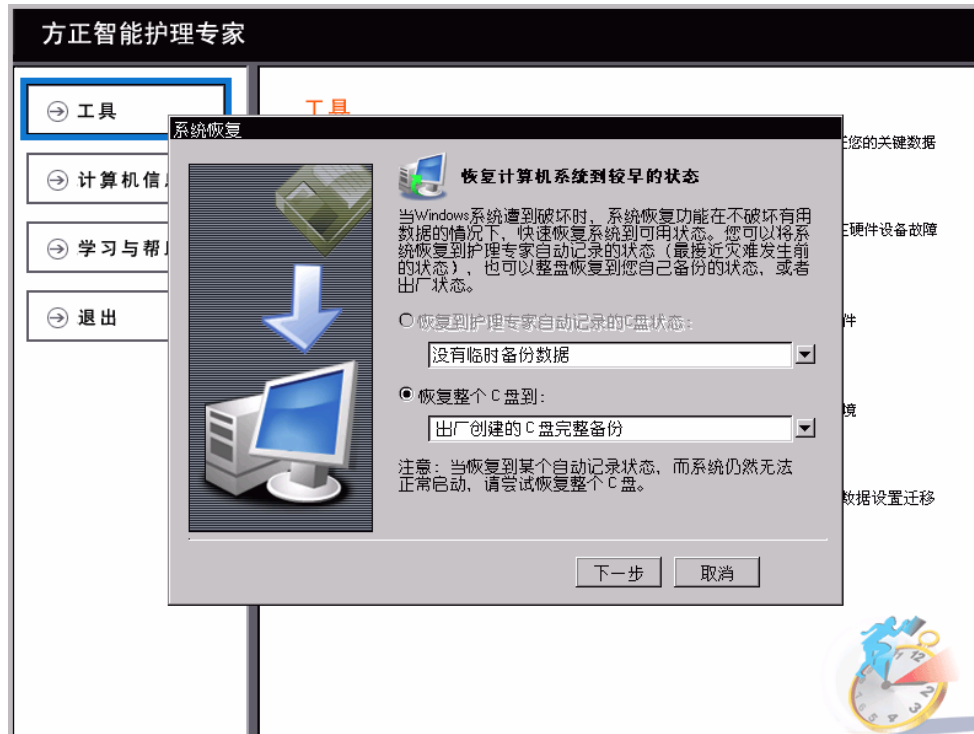 方正智能护理专家
工具
计算机信
学习与帮
退出
工具
您的关键数据
硬件设备故障
件
境
数据设置迁移
系统恢复
恢复计算机系统到较早的状态
当Windows系统遭到破坏时，系统恢复功能在不破坏有用
数据的情况下，快速恢复系统到可用状态。您可以将系
统恢复到护理专家自动记录的状态（最接近灾难发生前
的状态），也可以整盘恢复到您自己备份的状态，或者
出厂状态。
恢复到护理专家自动记录的C盘状态：
没有临时备份数据
恢复整个C盘到：
出厂创建的C盘完整备份
注意：当恢复到某个自动记录状态，而系统仍然无法
正常启动，请尝试恢复整个C盘。
下一步
取消
11 12
2
3
4
5
6